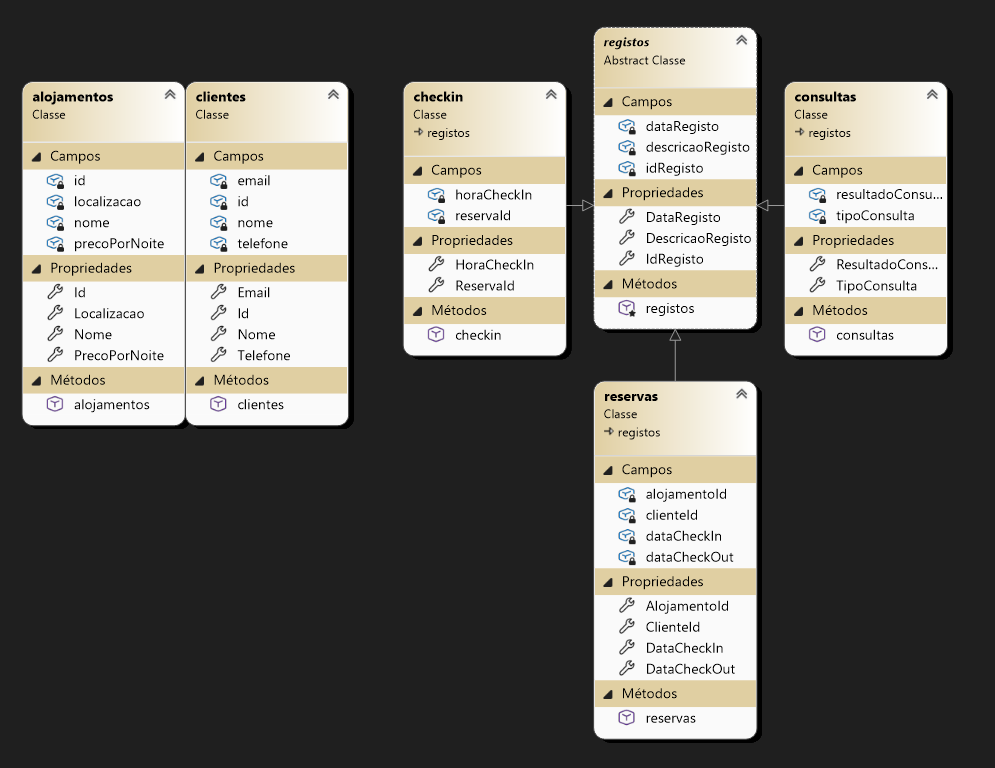 alojamentos
Classe
Campos
id
localizacao
nome
precoPorNoite
Propriedades
Id
Localizacao
Nome
PrecoPorNoite
Métodos
alojamentos
clientes
Classe
Campos
email
id
nome
telefone
Propriedades
Email
Id
Nome
Telefone
Métodos
clientes
checkin
Classe
registos
Campos
horaCheckIn
reservaId
Propriedades
HoraCheckIn
ReservaId
Métodos
checkin
registos
Abstract Classe
Campos
dataRegisto
descricaoRegisto
idRegisto
Propriedades
DataRegisto
DescricaoRegisto
IdRegisto
Métodos
registos
consultas
Classe
registos
Campos
resultadoConsu...
tipoConsulta
Propriedades
ResultadoCons...
TipoConsulta
Métodos
consultas
reservas
Classe
registos
Campos
alojamentoId
clienteId
dataCheckIn
dataCheckOut
Propriedades
AlojamentoId
ClienteId
DataCheckIn
DataCheckOut
Métodos
reservas